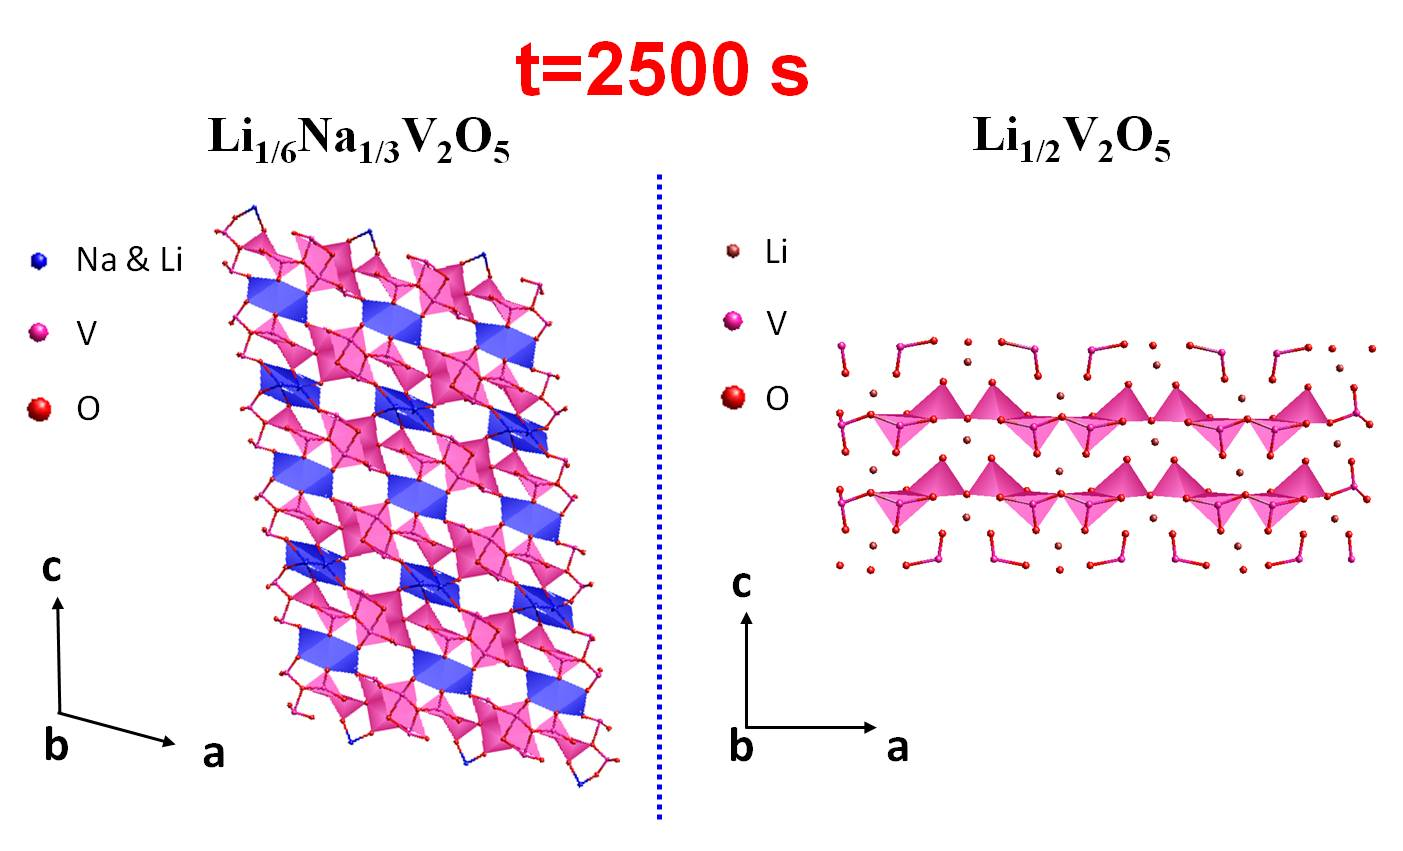 t=2500 s
Li1/6Na1/3V2O5
Li1/2V2O5
Na & Li
V
O
c
b
a
Li
V
O
c
b
a